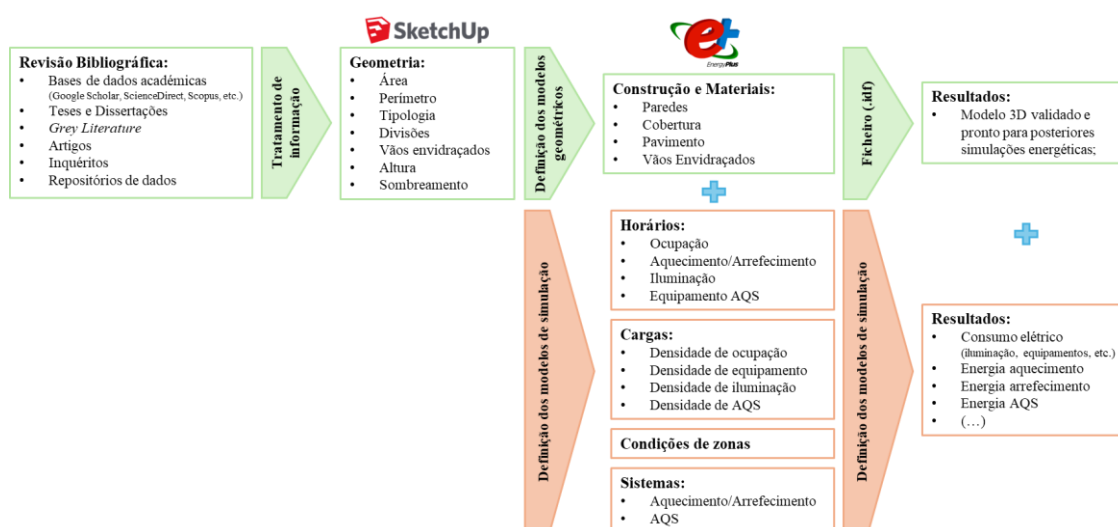 SketchUp
e+
EnergyPlus
Revisão Bibliográfica:
• Bases de dados académicas
(Google Scholar, ScienceDirect, Scopus, etc.)
• Teses e Dissertações
• Grey Literature
• Artigos
• Inquéritos
• Repositórios de dados
Tratamento de
informação
Geometria:
• Área
• Perímetro
• Tipologia
• Divisões
• Vãos envidraçados
• Altura
• Sombreamento
Definição dos modelos
geométricos
Construção e Materiais:
• Paredes
• Cobertura
• Pavimento
• Vãos Envidraçados
Ficheiro (.idf)
Resultados:
• Modelo 3D validado e
pronto para posteriores
simulações energéticas;
Definição dos modelos de simulação
Horários:
• Ocupação
• Aquecimento/Arrefecimento
• Iluminação
• Equipamento AQS
Cargas:
• Densidade de ocupação
• Densidade de equipamento
• Densidade de iluminação
• Densidade de AQS
Condições de zonas
Sistemas:
• Aquecimento/Arrefecimento
• AQS
Definição dos modelos de simulação
Resultados:
• Consumo elétrico
(iluminação, equipamentos, etc.)
• Energia aquecimento
• Energia arrefecimento
• Energia AQS
• (…)